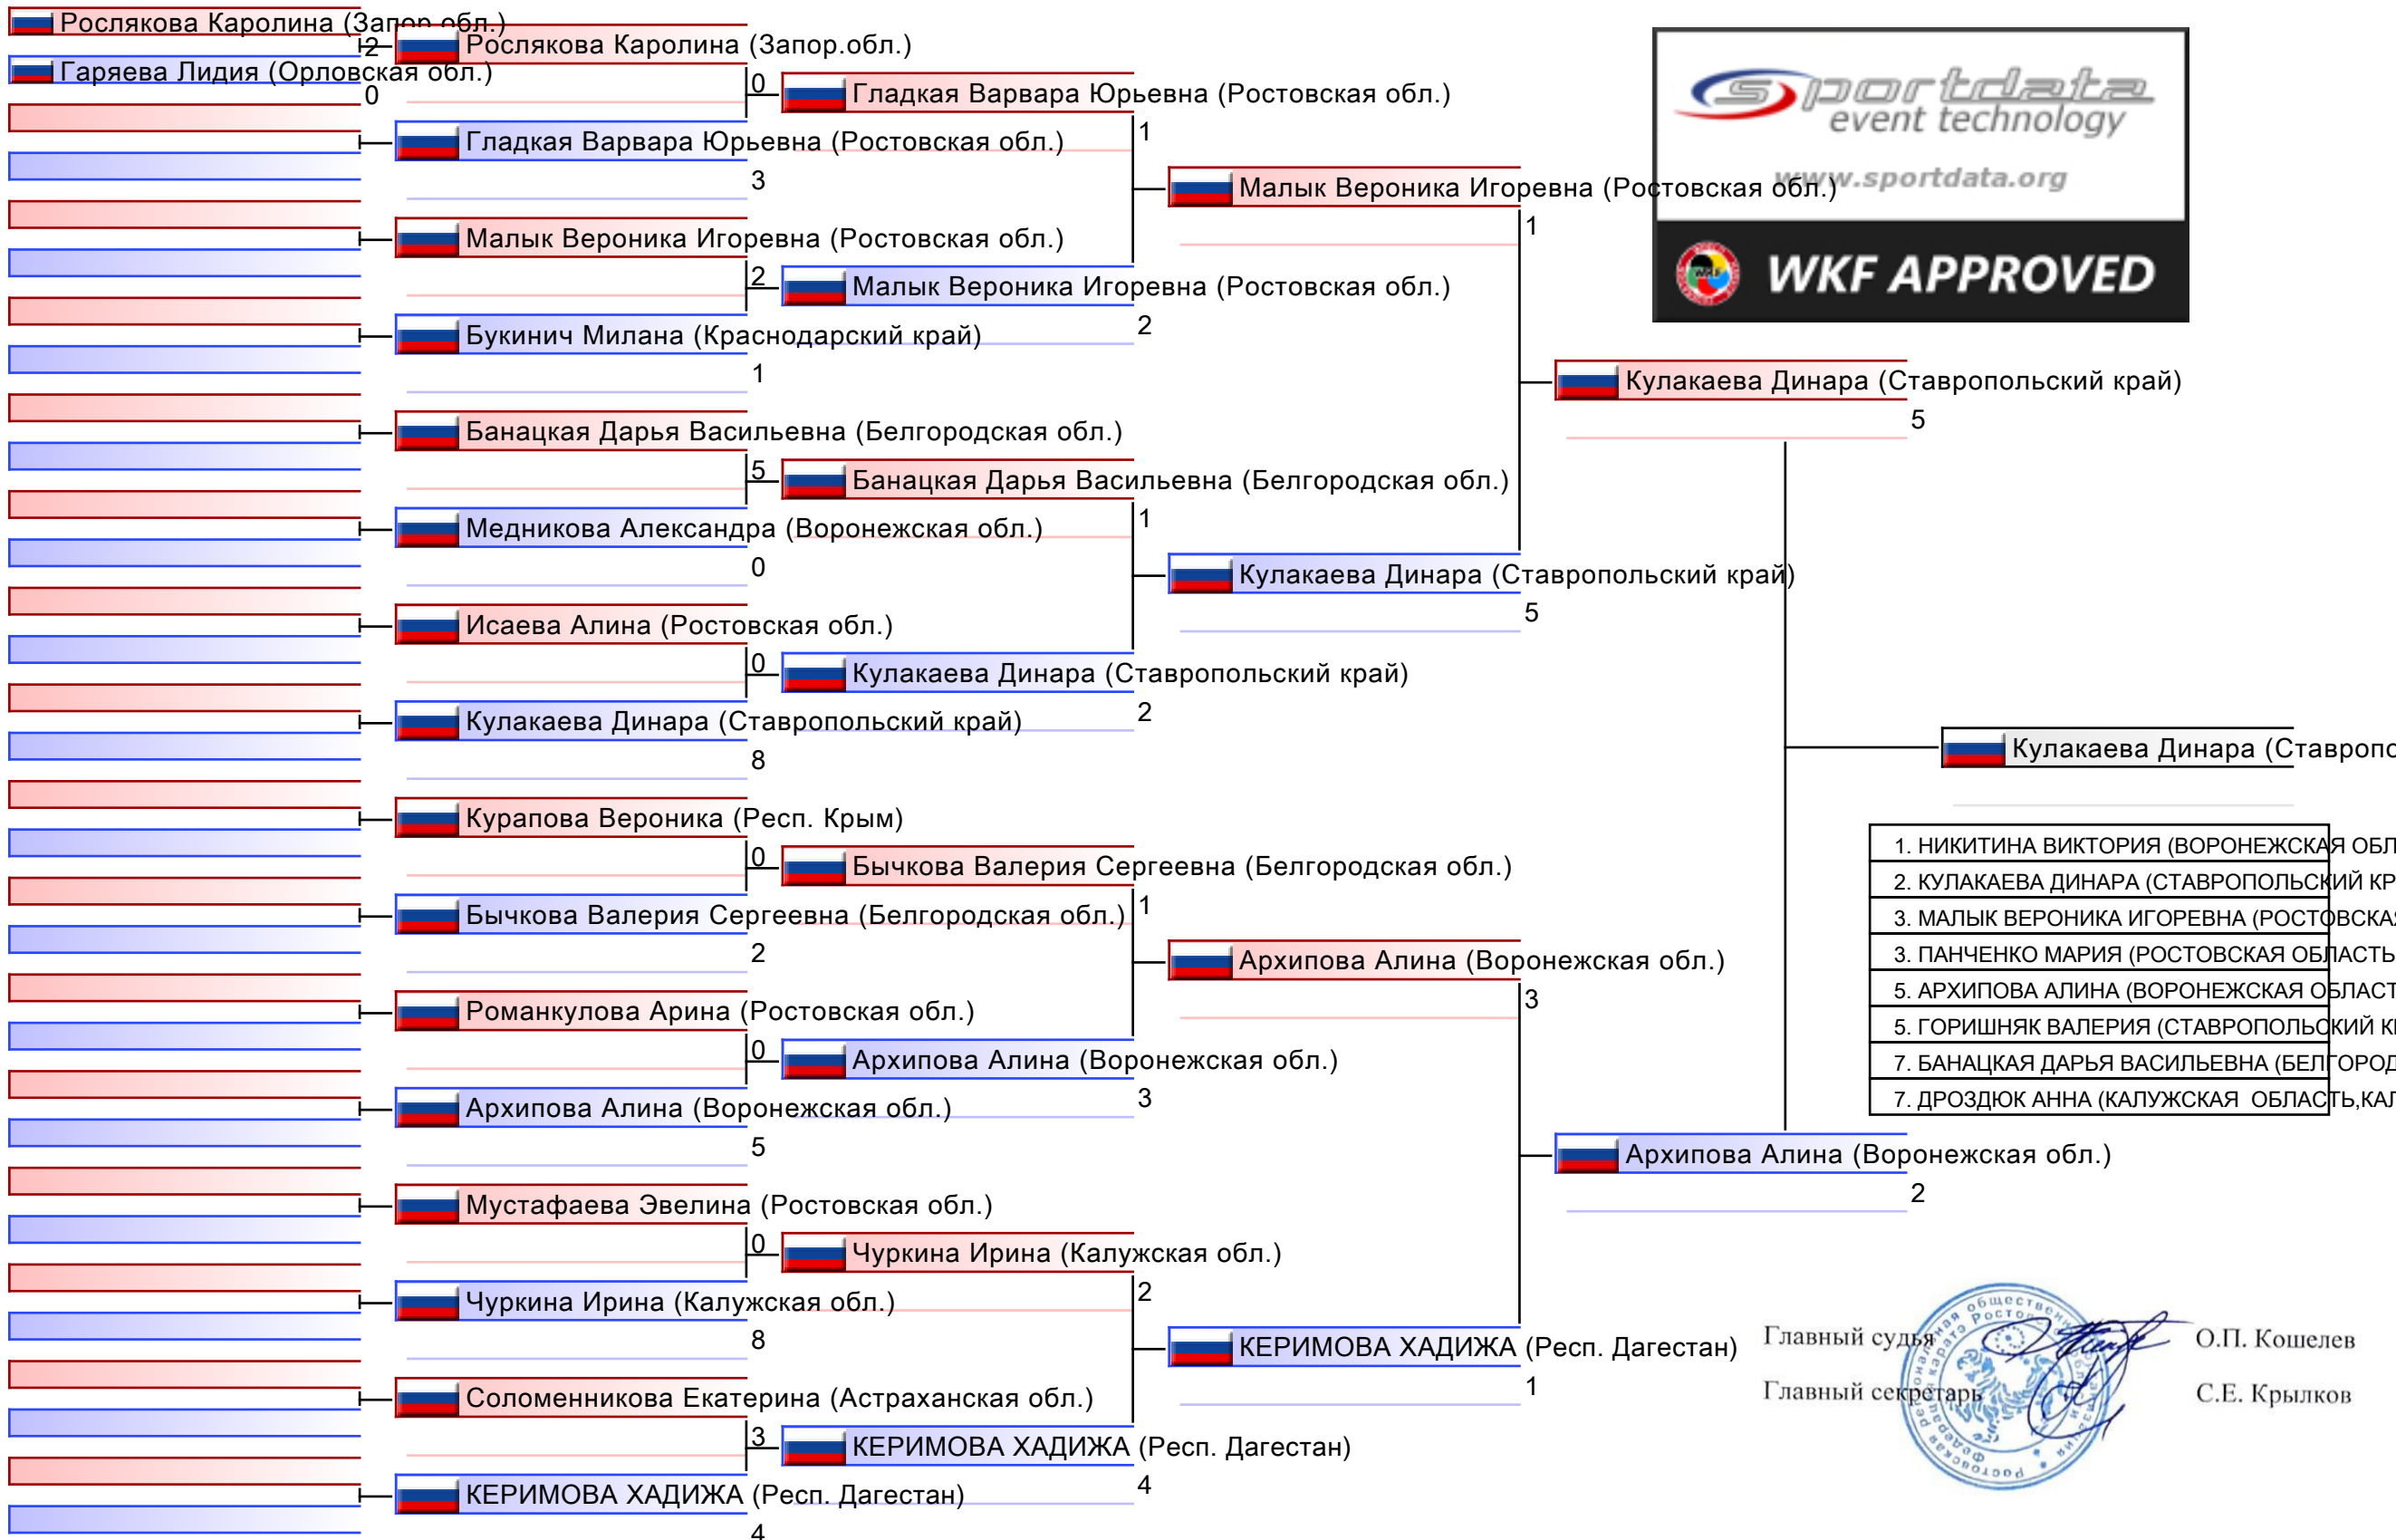 Рослякова Каролина (Запор.обл.)
2
Гаряева Лидия (Орловская обл.)
0
Рослякова Каролина (Запор.обл.)
0
Гладкая Варвара Юрьевна (Ростовская обл.)
3
Малык Вероника Игоревна (Ростовская обл.)
2
Букинич Милана (Краснодарский край)
1
Банацкая Дарья Васильевна (Белгородская обл.)
5
Медникова Александра (Воронежская обл.)
0
Исаева Алина (Ростовская обл.)
0
Кулакаева Динара (Ставропольский край)
8
Курапова Вероника (Респ. Крым)
0
Бычкова Валерия Сергеевна (Белгородская обл.)
2
Романкулова Арина (Ростовская обл.)
0
Архипова Алина (Воронежская обл.)
5
Мустафаева Эвелина (Ростовская обл.)
0
Чуркина Ирина (Калужская обл.)
8
Соломенникова Екатерина (Астраханская обл.)
3
КЕРИМОВА ХАДИЖА (Респ. Дагестан)
4
Гладкая Варвара Юрьевна (Ростовская обл.)
1
Малык Вероника Игоревна (Ростовская обл.)
2
Банацкая Дарья Васильевна (Белгородская обл.)
1
Кулакаева Динара (Ставропольский край)
2
Бычкова Валерия Сергеевна (Белгородская обл.)
1
Архипова Алина (Воронежская обл.)
3
Чуркина Ирина (Калужская обл.)
2
КЕРИМОВА ХАДИЖА (Респ. Дагестан)
4
Малык Вероника Игоревна (Ростовская обл.)
1
Кулакаева Динара (Ставропольский край)
5
Архипова Алина (Воронежская обл.)
3
КЕРИМОВА ХАДИЖА (Респ. Дагестан)
1
Кулакаева Динара (Ставропольский край)
5
Архипова Алина (Воронежская обл.)
2
Кулакаева Динара (Ставропо
sportdata
event technology
www.sportdata.org
WKF APPROVED
1. НИКИТИНА ВИКТОРИЯ (ВОРОНЕЖСКАЯ ОБЛ
2. КУЛАКАЕВА ДИНАРА (СТАВРОПОЛЬСКИЙ КР
3. МАЛЫК ВЕРОНИКА ИГОРЕВНА (РОСТОВСКАЯ
3. ПАНЧЕНКО МАРИЯ (РОСТОВСКАЯ ОБЛАСТЬ
5. АРХИПОВА АЛИНА (ВОРОНЕЖСКАЯ ОБЛАСТ
5. ГОРИШНЯК ВАЛЕРИЯ (СТАВРОПОЛЬСКИЙ К
7. БАНАЦКАЯ ДАРЬЯ ВАСИЛЬЕВНА (БЕЛГОРОД
7. ДРОЗДЮК АННА (КАЛУЖСКАЯ ОБЛАСТЬ,КАЛ
Главный судья О.П. Кошелев
Главный секретарь С.Е. Крылков